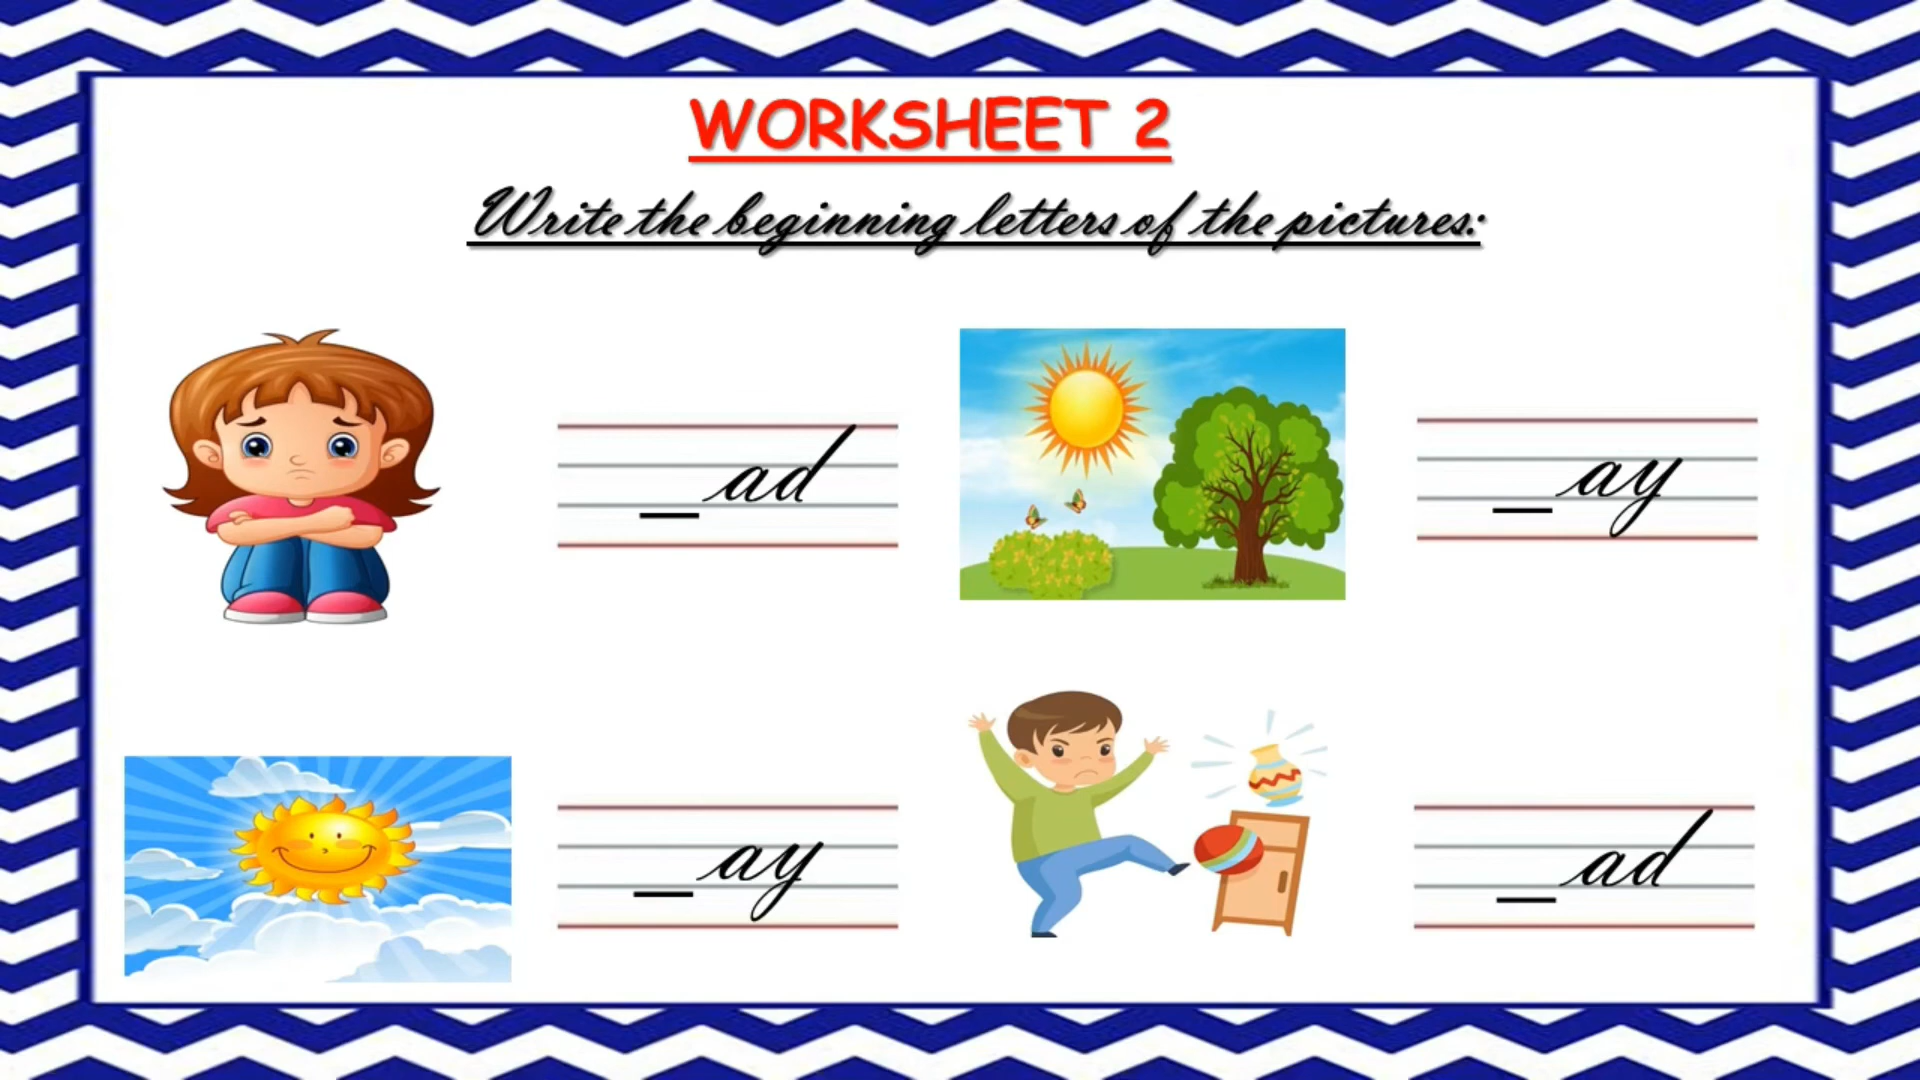 WORKSHEET 2
Write the beginning letters of the pictures:
_ad
_ay
_ay
_ad